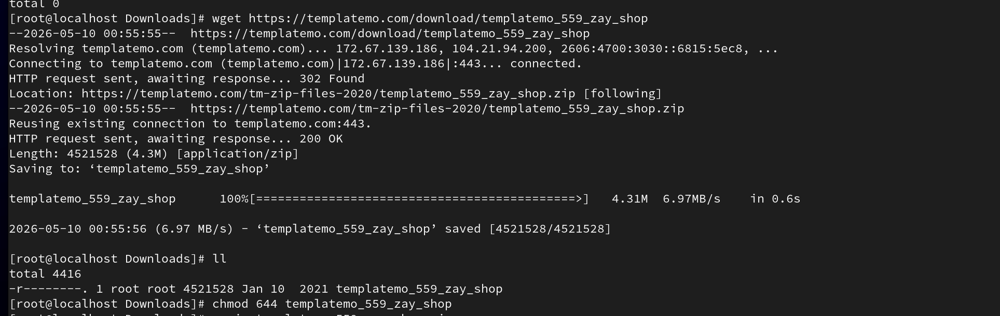 total 0
[root@localhost Downloads]# wget https://templatemo.com/download/templatemo_559_zay_shop
--2026-05-10 00:55:55--  https://templatemo.com/download/templatemo_559_zay_shop
Resolving templatemo.com (templatemo.com)... 172.67.139.186, 104.21.94.200, 2606:4700:3030::6815:5ec8, ...
Connecting to templatemo.com (templatemo.com)|172.67.139.186|:443... connected.
HTTP request sent, awaiting response... 302 Found
Location: https://templatemo.com/tm-zip-files-2020/templatemo_559_zay_shop.zip [following]
--2026-05-10 00:55:55--  https://templatemo.com/tm-zip-files-2020/templatemo_559_zay_shop.zip
Reusing existing connection to templatemo.com:443.
HTTP request sent, awaiting response... 200 OK
Length: 4521528 (4.3M) [application/zip]
Saving to: ‘templatemo_559_zay_shop’
templatemo_559_zay_shop      100%[============================================>]   4.31M  6.97MB/s    in 0.6s
2026-05-10 00:55:56 (6.97 MB/s) - ‘templatemo_559_zay_shop’ saved [4521528/4521528]
[root@localhost Downloads]# ll
total 4416
-r--------. 1 root root 4521528 Jan 10  2021 templatemo_559_zay_shop
[root@localhost Downloads]# chmod 644 templatemo_559_zay_shop